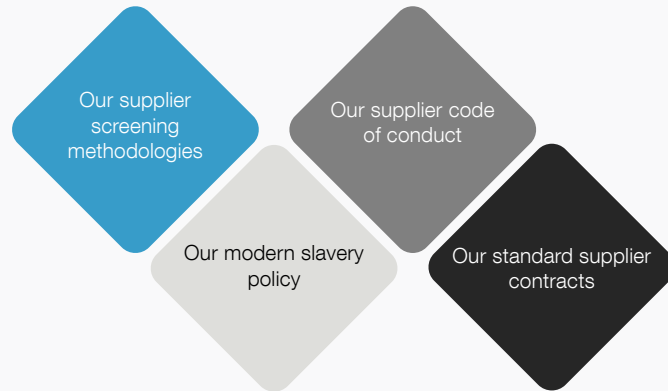 Our supplier
screening
methodologies
Our supplier code
of conduct
Our modern slavery
policy
Our standard supplier
contracts